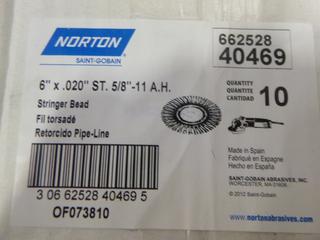 NORTON
SAINT-GOBAIN
662528
40469
6" x .020" ST. 5/8"-11 A.H.
Stringer Bead
Fil torsadé
Retorcido Pipe-Line
QUANTITY
QUANTITÉ
CANTIDAD
10
Made in Spain
Fabriqué en Espagne
Hecho en España
3 06 62528 40469 5
OF073810
SAINT-GOBAIN ABRASIVES, INC.
WORCESTER, MA 01606
© 2012 Saint-Gobain
www.nortonabrasives.com